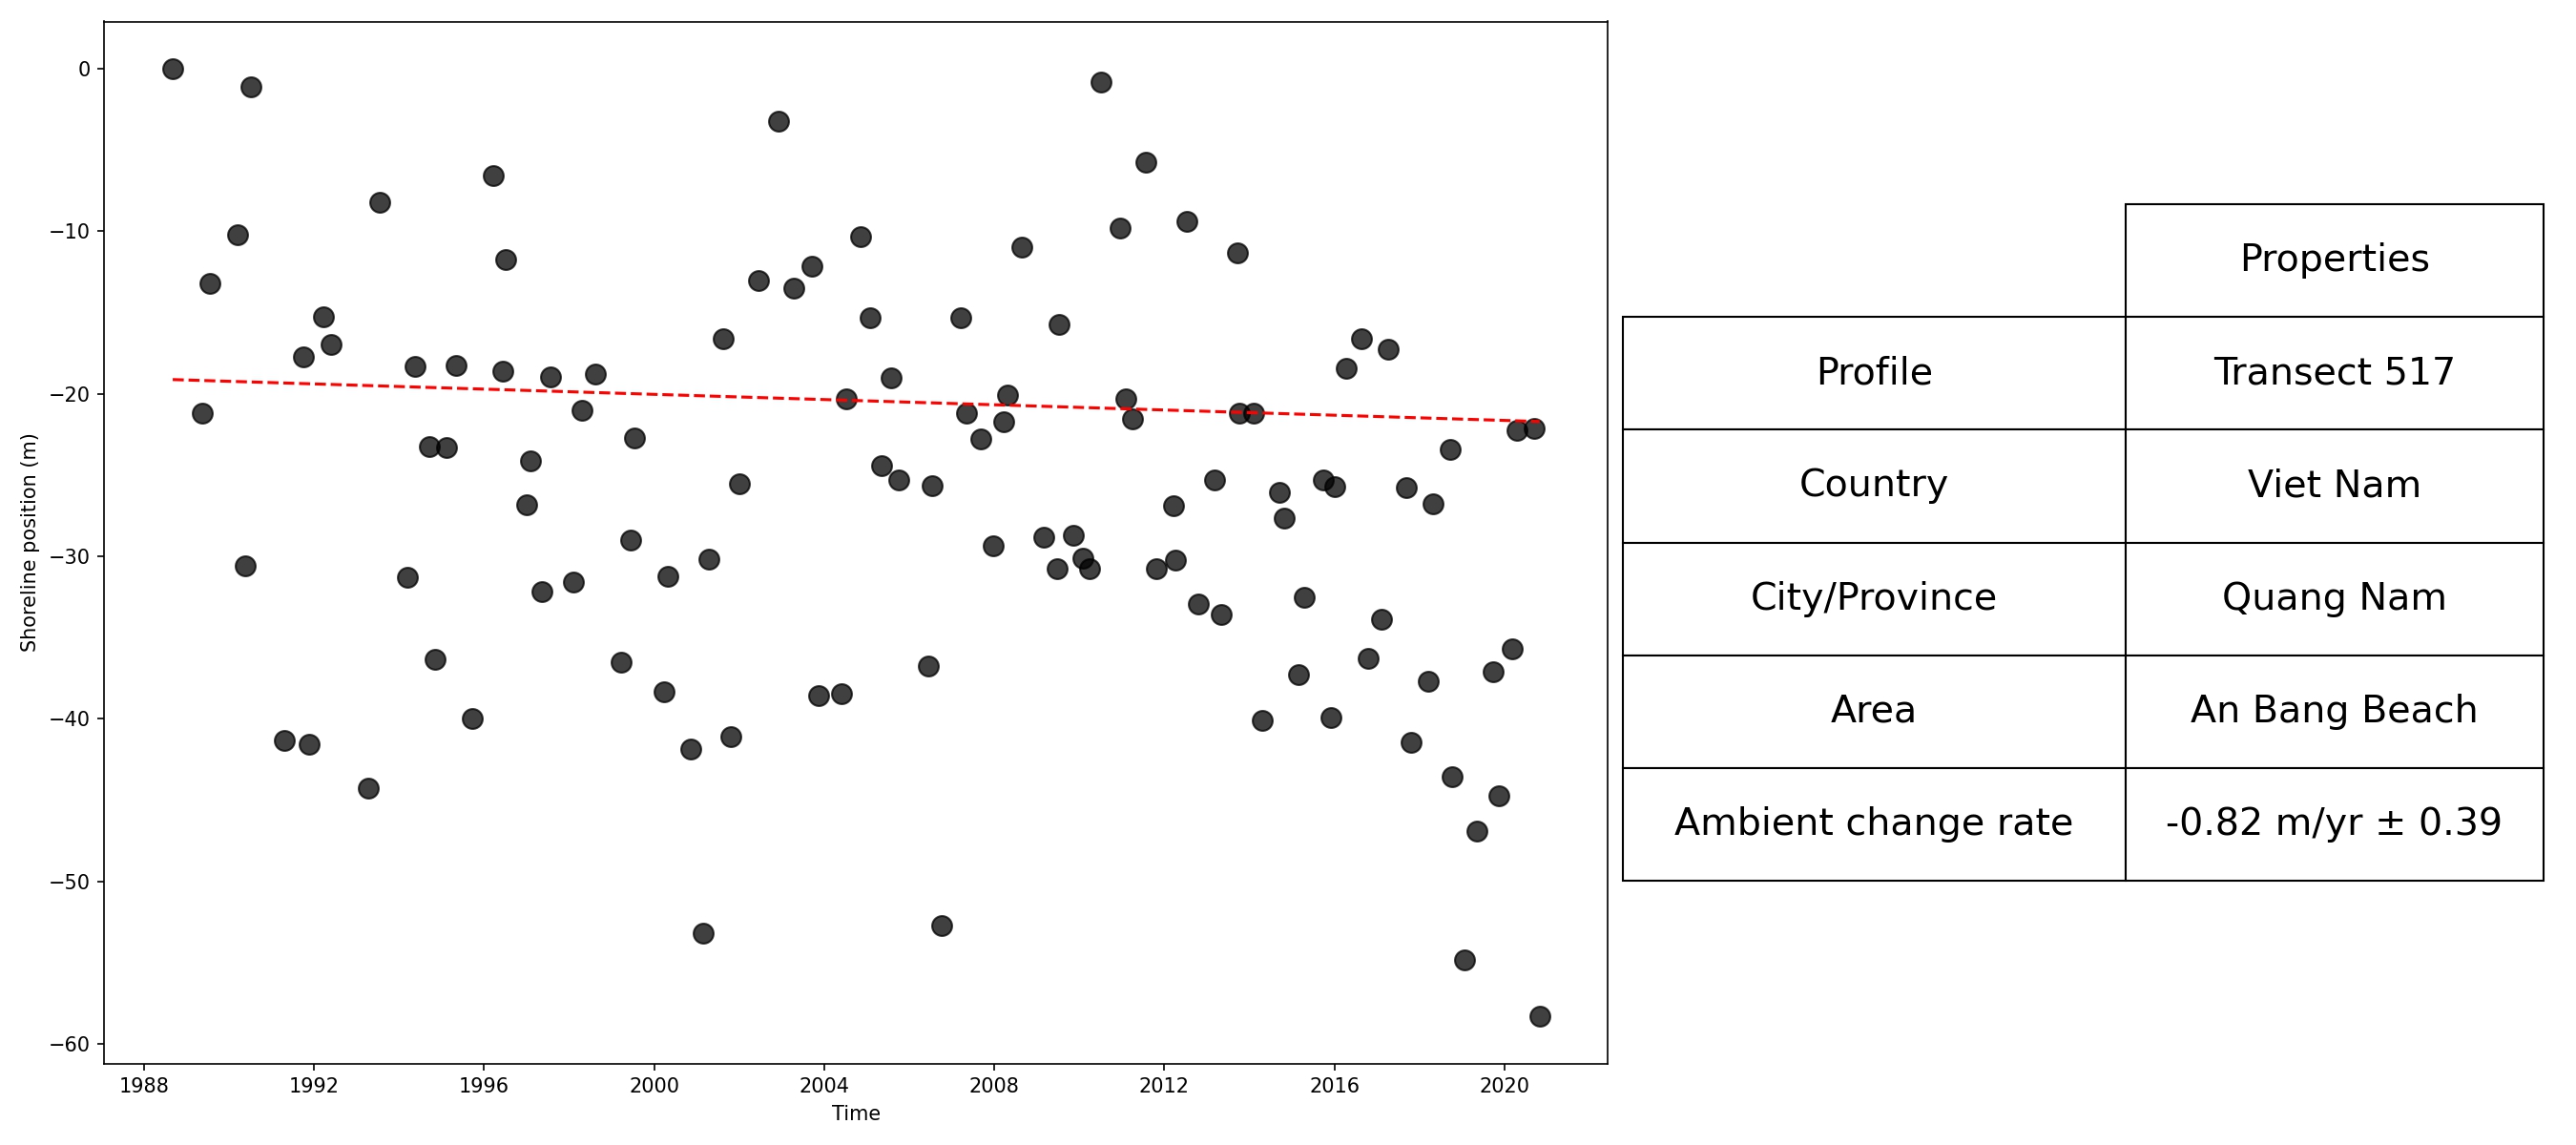 0
−10
−20
−30
−40
−50
−60
Shoreline position (m)
1988 1992 1996 2000 2004 2008 2012 2016 2020
Time
Properties
Profile Transect 517
Country Viet Nam
City/Province Quang Nam
Area An Bang Beach
Ambient change rate -0.82 m/yr ± 0.39